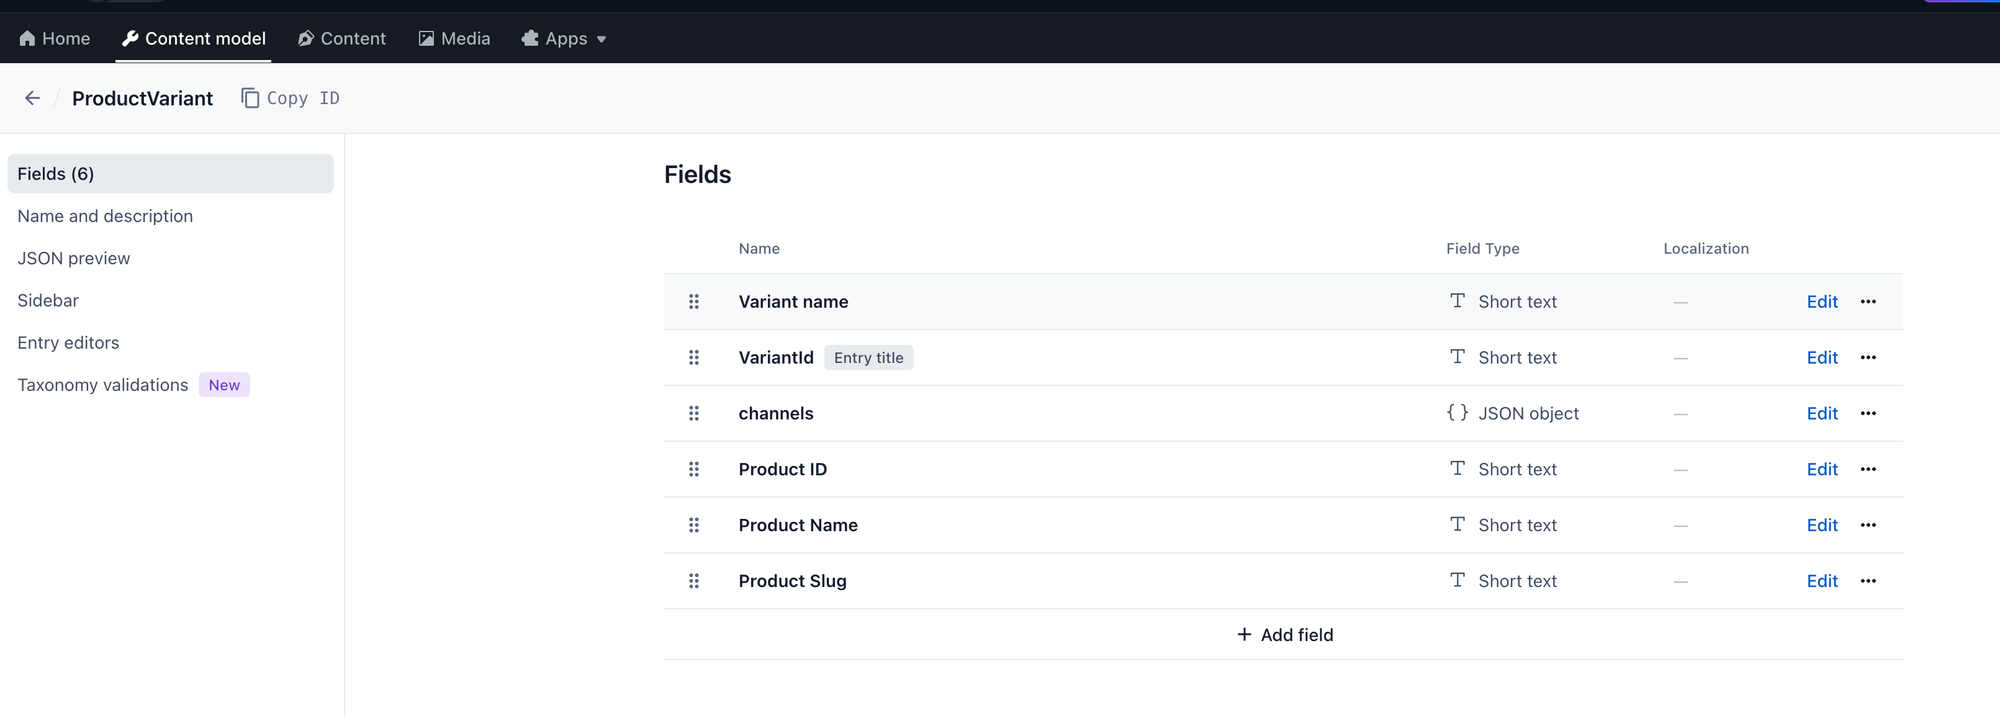 Home Content model Content Media Apps
ProductVariant Copy ID
Fields (6)
Name and description
JSON preview
Sidebar
Entry editors
Taxonomy validations New
Fields
Name Field Type Localization
Variant name Short text — Edit
VariantId Entry title Short text — Edit
channels {} JSON object — Edit
Product ID Short text — Edit
Product Name Short text — Edit
Product Slug Short text — Edit
+ Add field